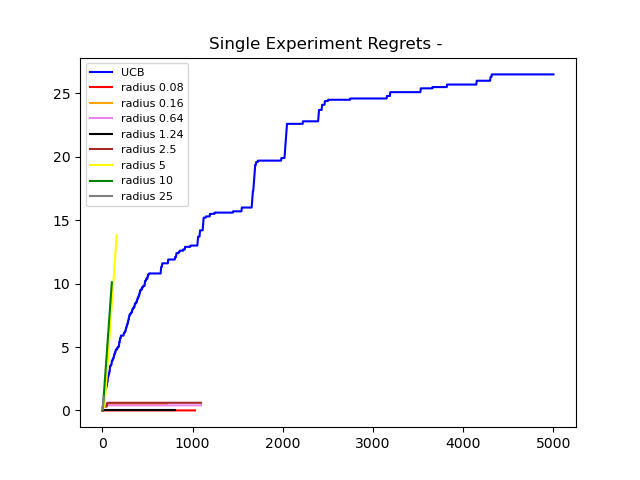 Single Experiment Regrets -
UCB
radius 0.08
radius 0.16
radius 0.64
radius 1.24
radius 2.5
radius 5
radius 10
radius 25
25
20
15
10
5
0
0 1000 2000 3000 4000 5000